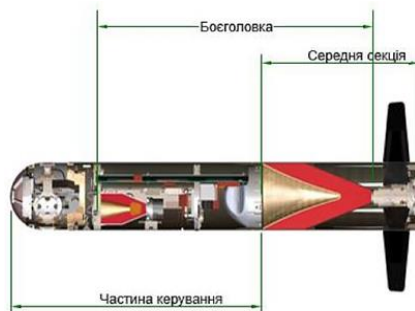 Боєголовка
Середня секція
Частина керування